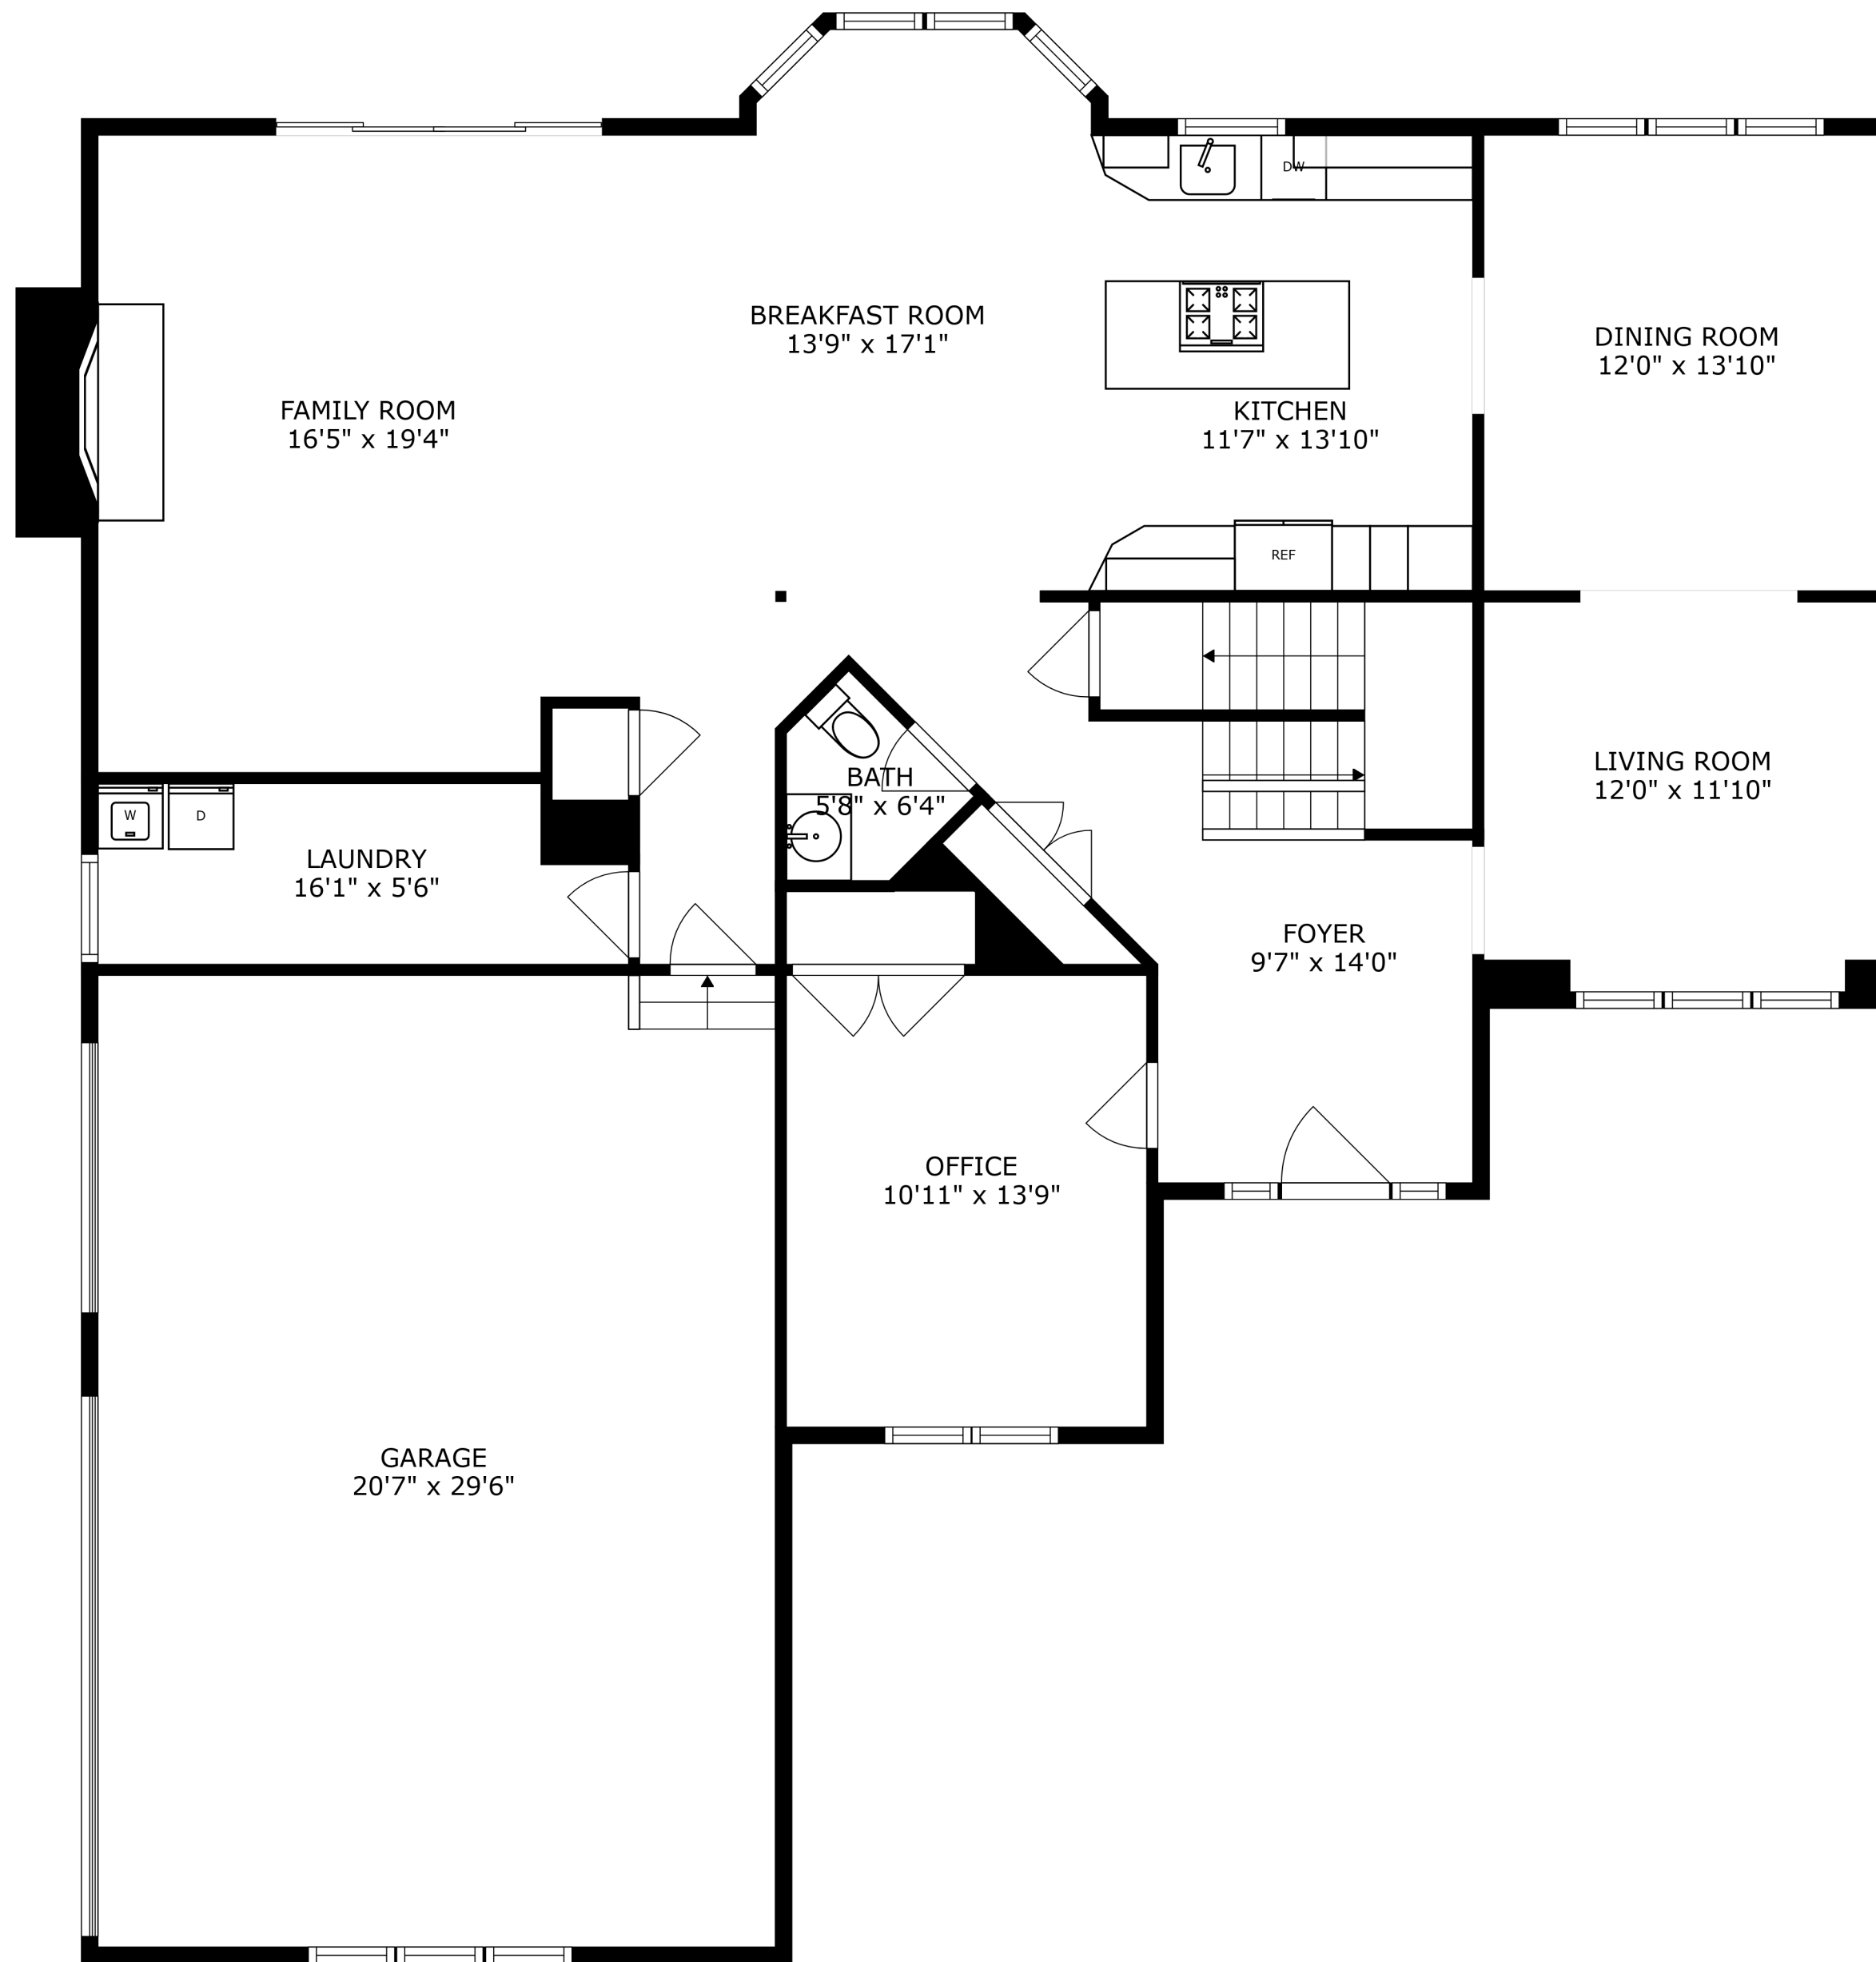 DW
BREAKFAST ROOM
13'9" x 17'1"
DINING ROOM
12'0" x 13'10"
FAMILY ROOM
16'5" x 19'4"
KITCHEN
11'7" x 13'10"
REF
LIVING ROOM
12'0" x 11'10"
BATH
5'8" x 6'4"
W
D
LAUNDRY
16'1" x 5'6"
FOYER
9'7" x 14'0"
OFFICE
10'11" x 13'9"
GARAGE
20'7" x 29'6"